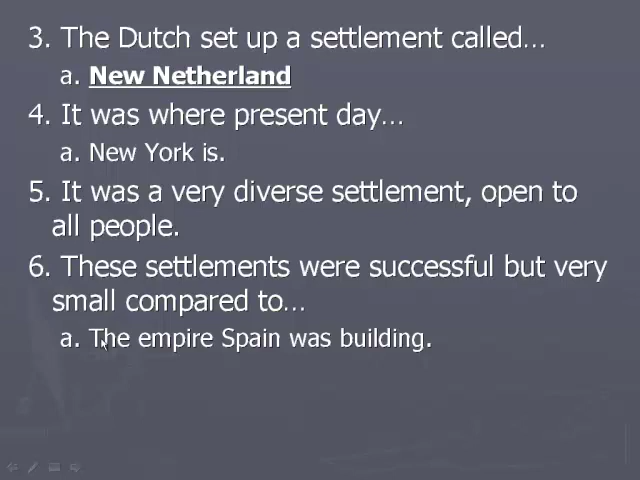 3. The Dutch set up a settlement called…
a. New Netherland
4. It was where present day…
a. New York is.
5. It was a very diverse settlement, open to
all people.
6. These settlements were successful but very
small compared to…
a. The empire Spain was building.